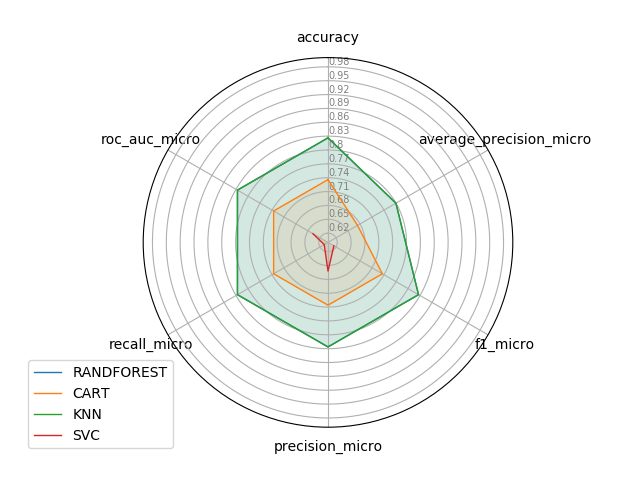 accuracy
0.98
0.95
0.92
0.89
0.86
0.83
0.8
0.77
0.74
0.71
0.68
0.65
0.62
roc_auc_micro
average_precision_micro
recall_micro
f1_micro
precision_micro
RANDFOREST
CART
KNN
SVC